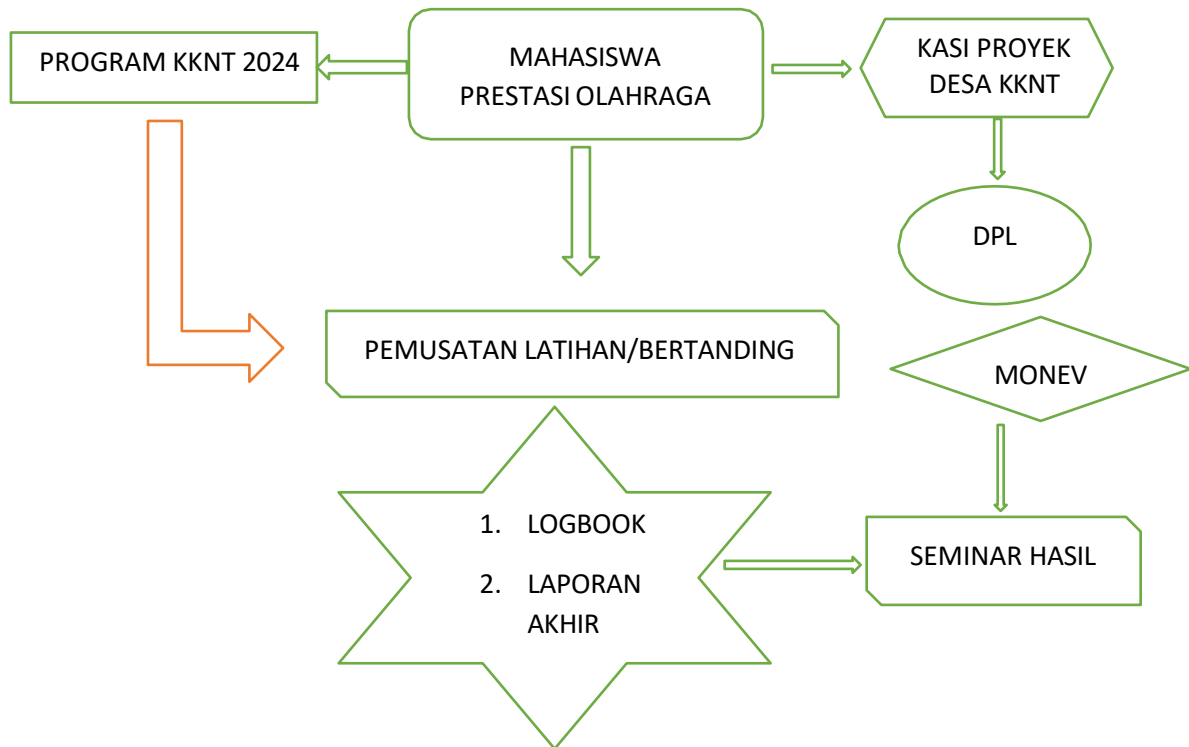 PROGRAM KKNT 2024
MAHASISWA
PRESTASI OLAHRAGA
KASI PROYEK
DESA KKNT
DPL
PEMUSATAN LATIHAN/BERTANDING
MONEV
1. LOGBOOK
2. LAPORAN
AKHIR
SEMINAR HASIL